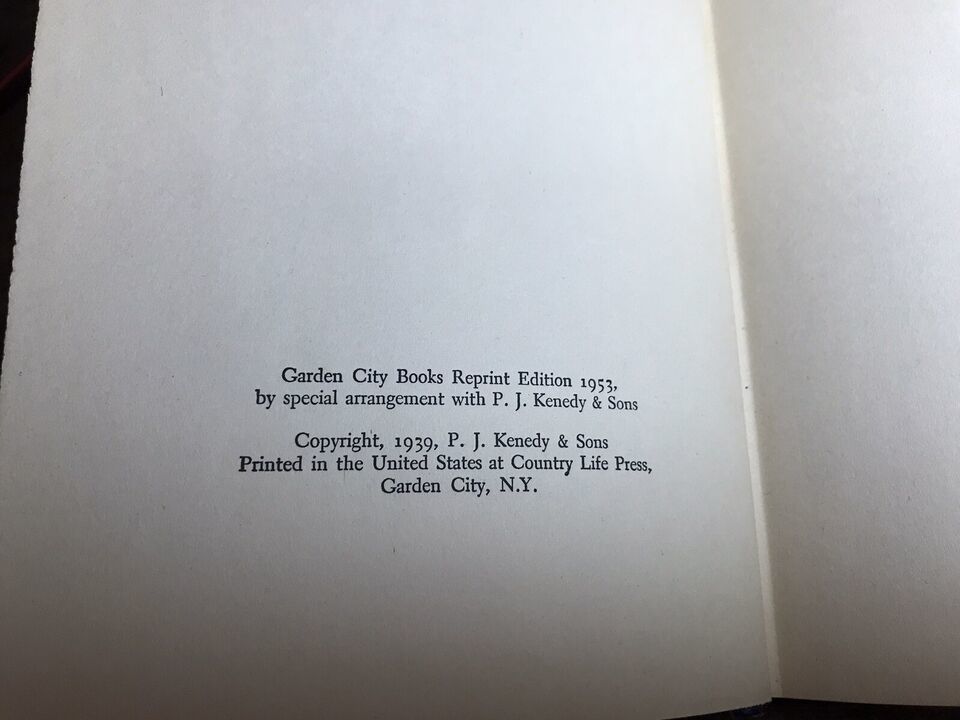 Garden City Books Reprint Edition 1953,
by special arrangement with P. J. Kenedy & Sons
Copyright, 1939, P. J. Kenedy & Sons
Printed in the United States at Country Life Press,
Garden City, N.Y.